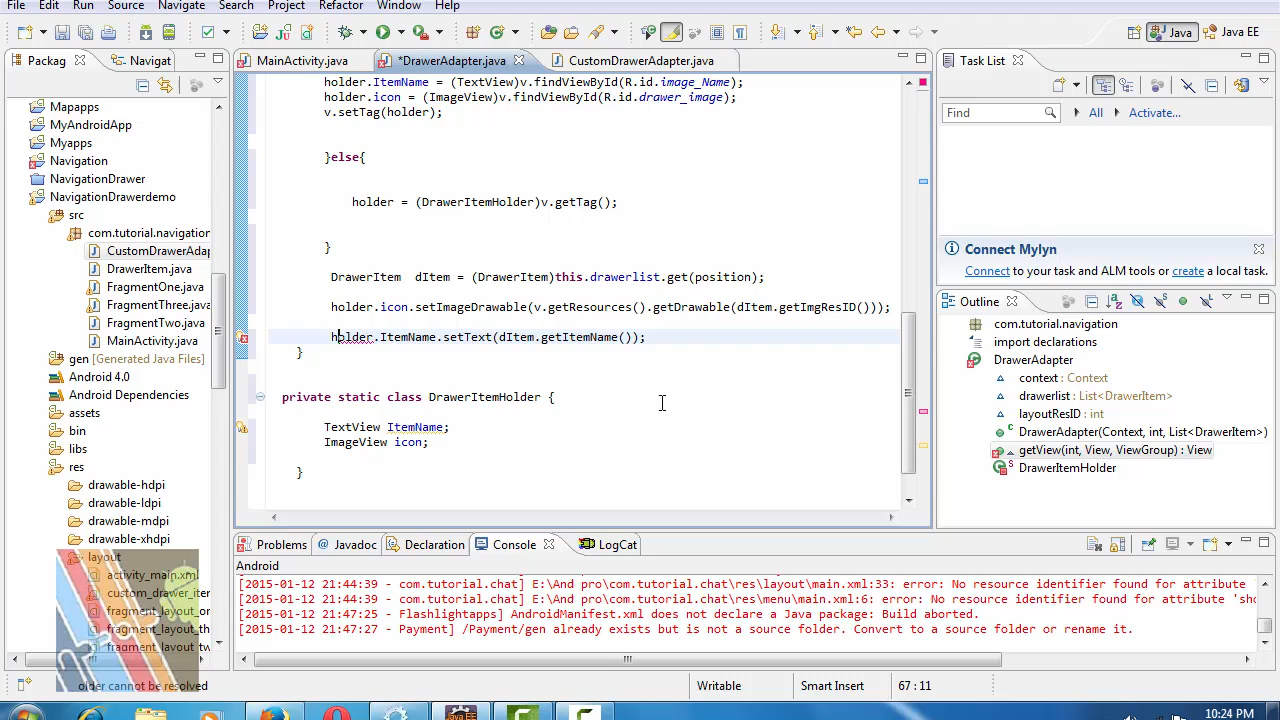 File Edit Run Source Navigate Search Project Refactor Window Help
Java
Java EE
Packag
Navigat
MainActivity.java
*DrawerAdapter.java
CustomDrawerAdapter.java
Task List
Mapapps
MyAndroidApp
Myapps
Navigation
NavigationDrawer
NavigationDrawerdemo
src
com.tutorial.navigation
CustomDrawerAdap
DrawerItem.java
FragmentOne.java
FragmentThree.java
FragmentTwo.java
MainActivity.java
gen [Generated Java Files]
Android 4.0
Android Dependencies
assets
bin
libs
res
drawable-hdpi
drawable-ldpi
drawable-mdpi
drawable-xhdpi
layout
activity_main.xml
custom_drawer_iter
fragment_layout_or
fragment_layout_th
fragment_layout_tw
holder.ItemName = (TextView)v.findViewById(R.id.image_Name);
holder.icon = (ImageView)v.findViewById(R.id.drawer_image);
v.setTag(holder);
}else{
holder = (DrawerItemHolder)v.getTag();
}
DrawerItem dItem = (DrawerItem)this.drawerlist.get(position);
holder.icon.setImageDrawable(v.getResources().getDrawable(dItem.getImgResID()));
holder.ItemName.setText(dItem.getItemName());
}
private static class DrawerItemHolder {
TextView ItemName;
ImageView icon;
}
Find
All
Activate...
Connect Mylyn
Connect to your task and ALM tools or create a local task.
Outline
com.tutorial.navigation
import declarations
DrawerAdapter
context : Context
drawerlist : List<DrawerItem>
layoutResID : int
DrawerAdapter(Context, int, List<DrawerItem>)
getView(int, View, ViewGroup) : View
DrawerItemHolder
Problems
Javadoc
Declaration
Console
LogCat
Android
[2015-01-12 21:44:39 - com.tutorial.chat] E:\And pro\com.tutorial.chat\res\layout\main.xml:33: error: No resource identifier found for attribute
[2015-01-12 21:44:39 - com.tutorial.chat] E:\And pro\com.tutorial.chat\res\menu\main.xml:6: error: No resource identifier found for attribute 'sho
[2015-01-12 21:47:25 - Flashlightapps] AndroidManifest.xml does not declare a Java package: Build aborted.
[2015-01-12 21:47:27 - Payment] /Payment/gen already exists but is not a source folder. Convert to a source folder or rename it.
older cannot be resolved
Writable
Smart Insert
67 : 11
10:24 PM